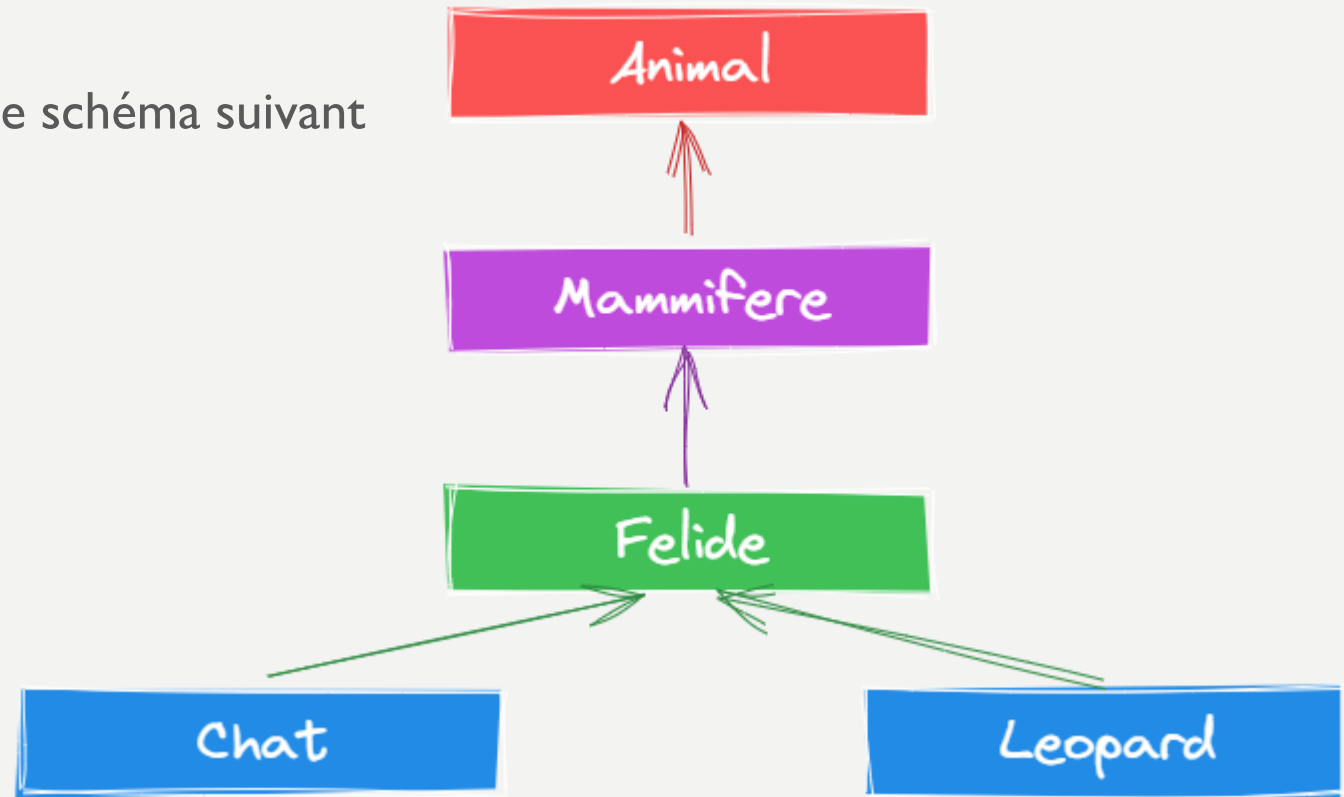 Animal
e schéma suivant
Mammifere
Felide
Chat
Leopard